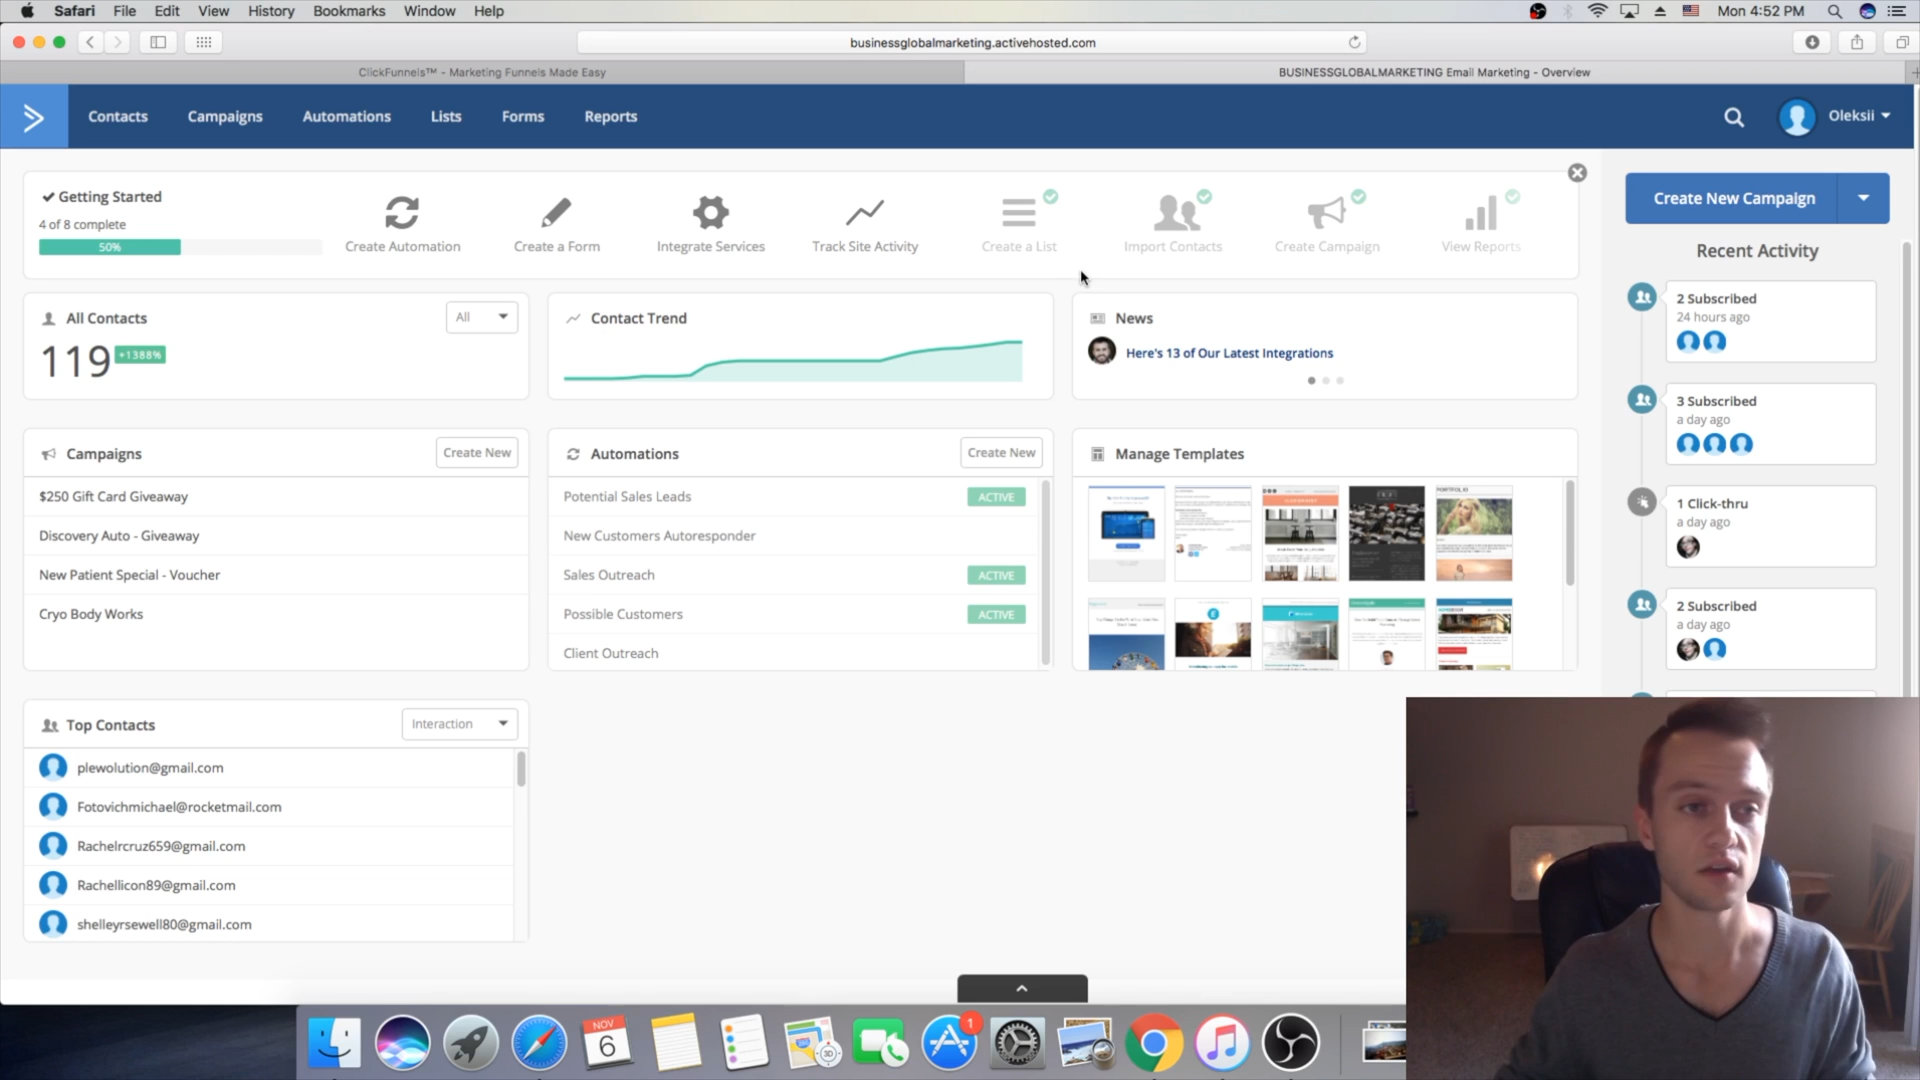 Safari File Edit View History Bookmarks Window Help Mon 4:52 PM
businessglobalmarketing.activehosted.com
ClickFunnels™ - Marketing Funnels Made Easy BUSINESSGLOBALMARKETING Email Marketing - Overview
Contacts Campaigns Automations Lists Forms Reports Oleksii
Getting Started
4 of 8 complete
50%
Create Automation Create a Form Integrate Services Track Site Activity Create a List Import Contacts Create Campaign View Reports
Create New Campaign
Recent Activity
2 Subscribed
24 hours ago
3 Subscribed
a day ago
1 Click-thru
a day ago
2 Subscribed
a day ago
All Contacts All
119 +1388%
Contact Trend
News
Here's 13 of Our Latest Integrations
Campaigns Create New
$250 Gift Card Giveaway
Discovery Auto - Giveaway
New Patient Special - Voucher
Cryo Body Works
Automations Create New
Potential Sales Leads ACTIVE
New Customers Autoresponder
Sales Outreach ACTIVE
Possible Customers ACTIVE
Client Outreach
Manage Templates
Top Contacts Interaction
plewolution@gmail.com
Fotovichmichael@rocketmail.com
Rachelrcruz659@gmail.com
Rachellicon89@gmail.com
shelleyrsewell80@gmail.com
NOV
6
3D
1